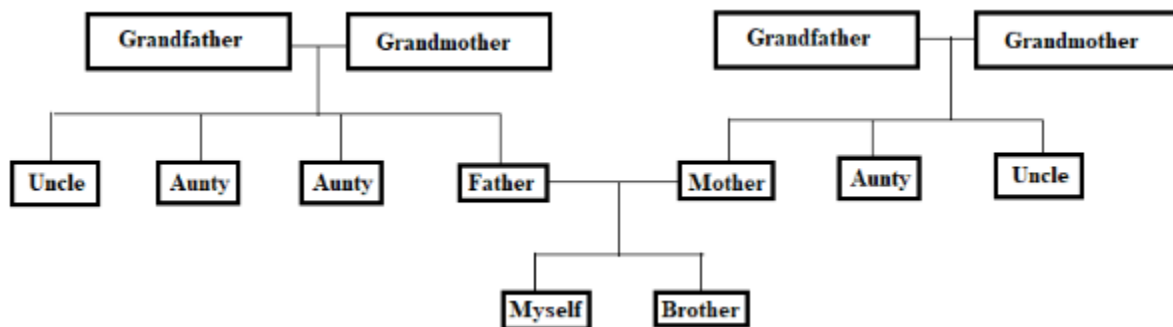 Grandfather
Grandmother
Grandfather
Grandmother
Uncle
Aunty
Aunty
Father
Mother
Aunty
Uncle
Myself
Brother